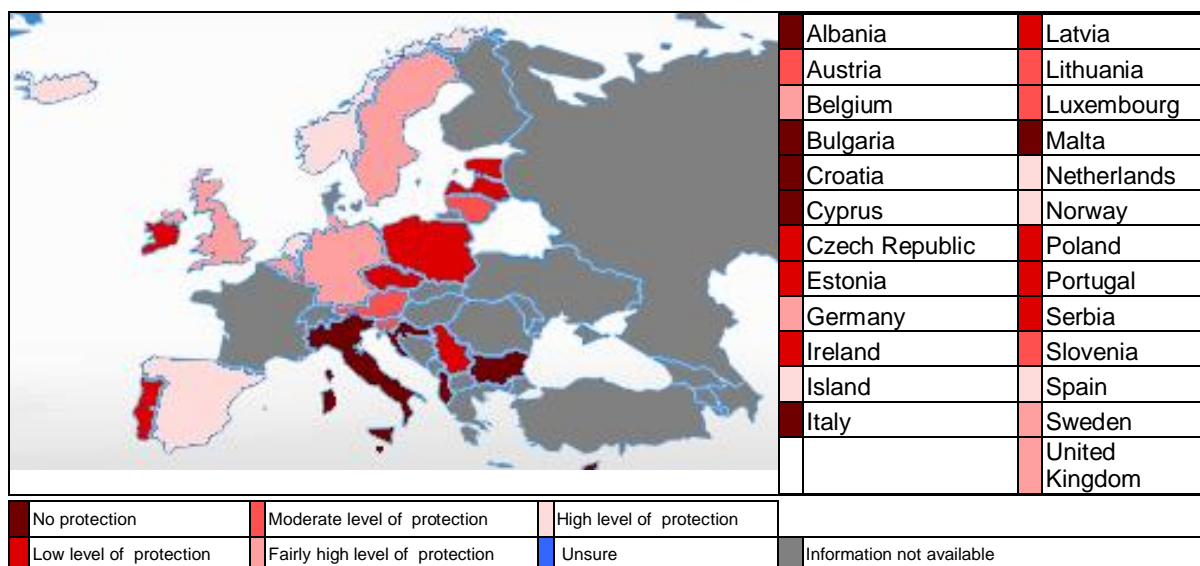 Albania
Latvia
Austria
Lithuania
Belgium
Luxembourg
Bulgaria
Malta
Croatia
Netherlands
Cyprus
Norway
Czech Republic
Poland
Estonia
Portugal
Germany
Serbia
Ireland
Slovenia
Island
Spain
Italy
Sweden
United
Kingdom
No protection
Moderate level of protection
High level of protection
Low level of protection
Fairly high level of protection
Unsure
Information not available